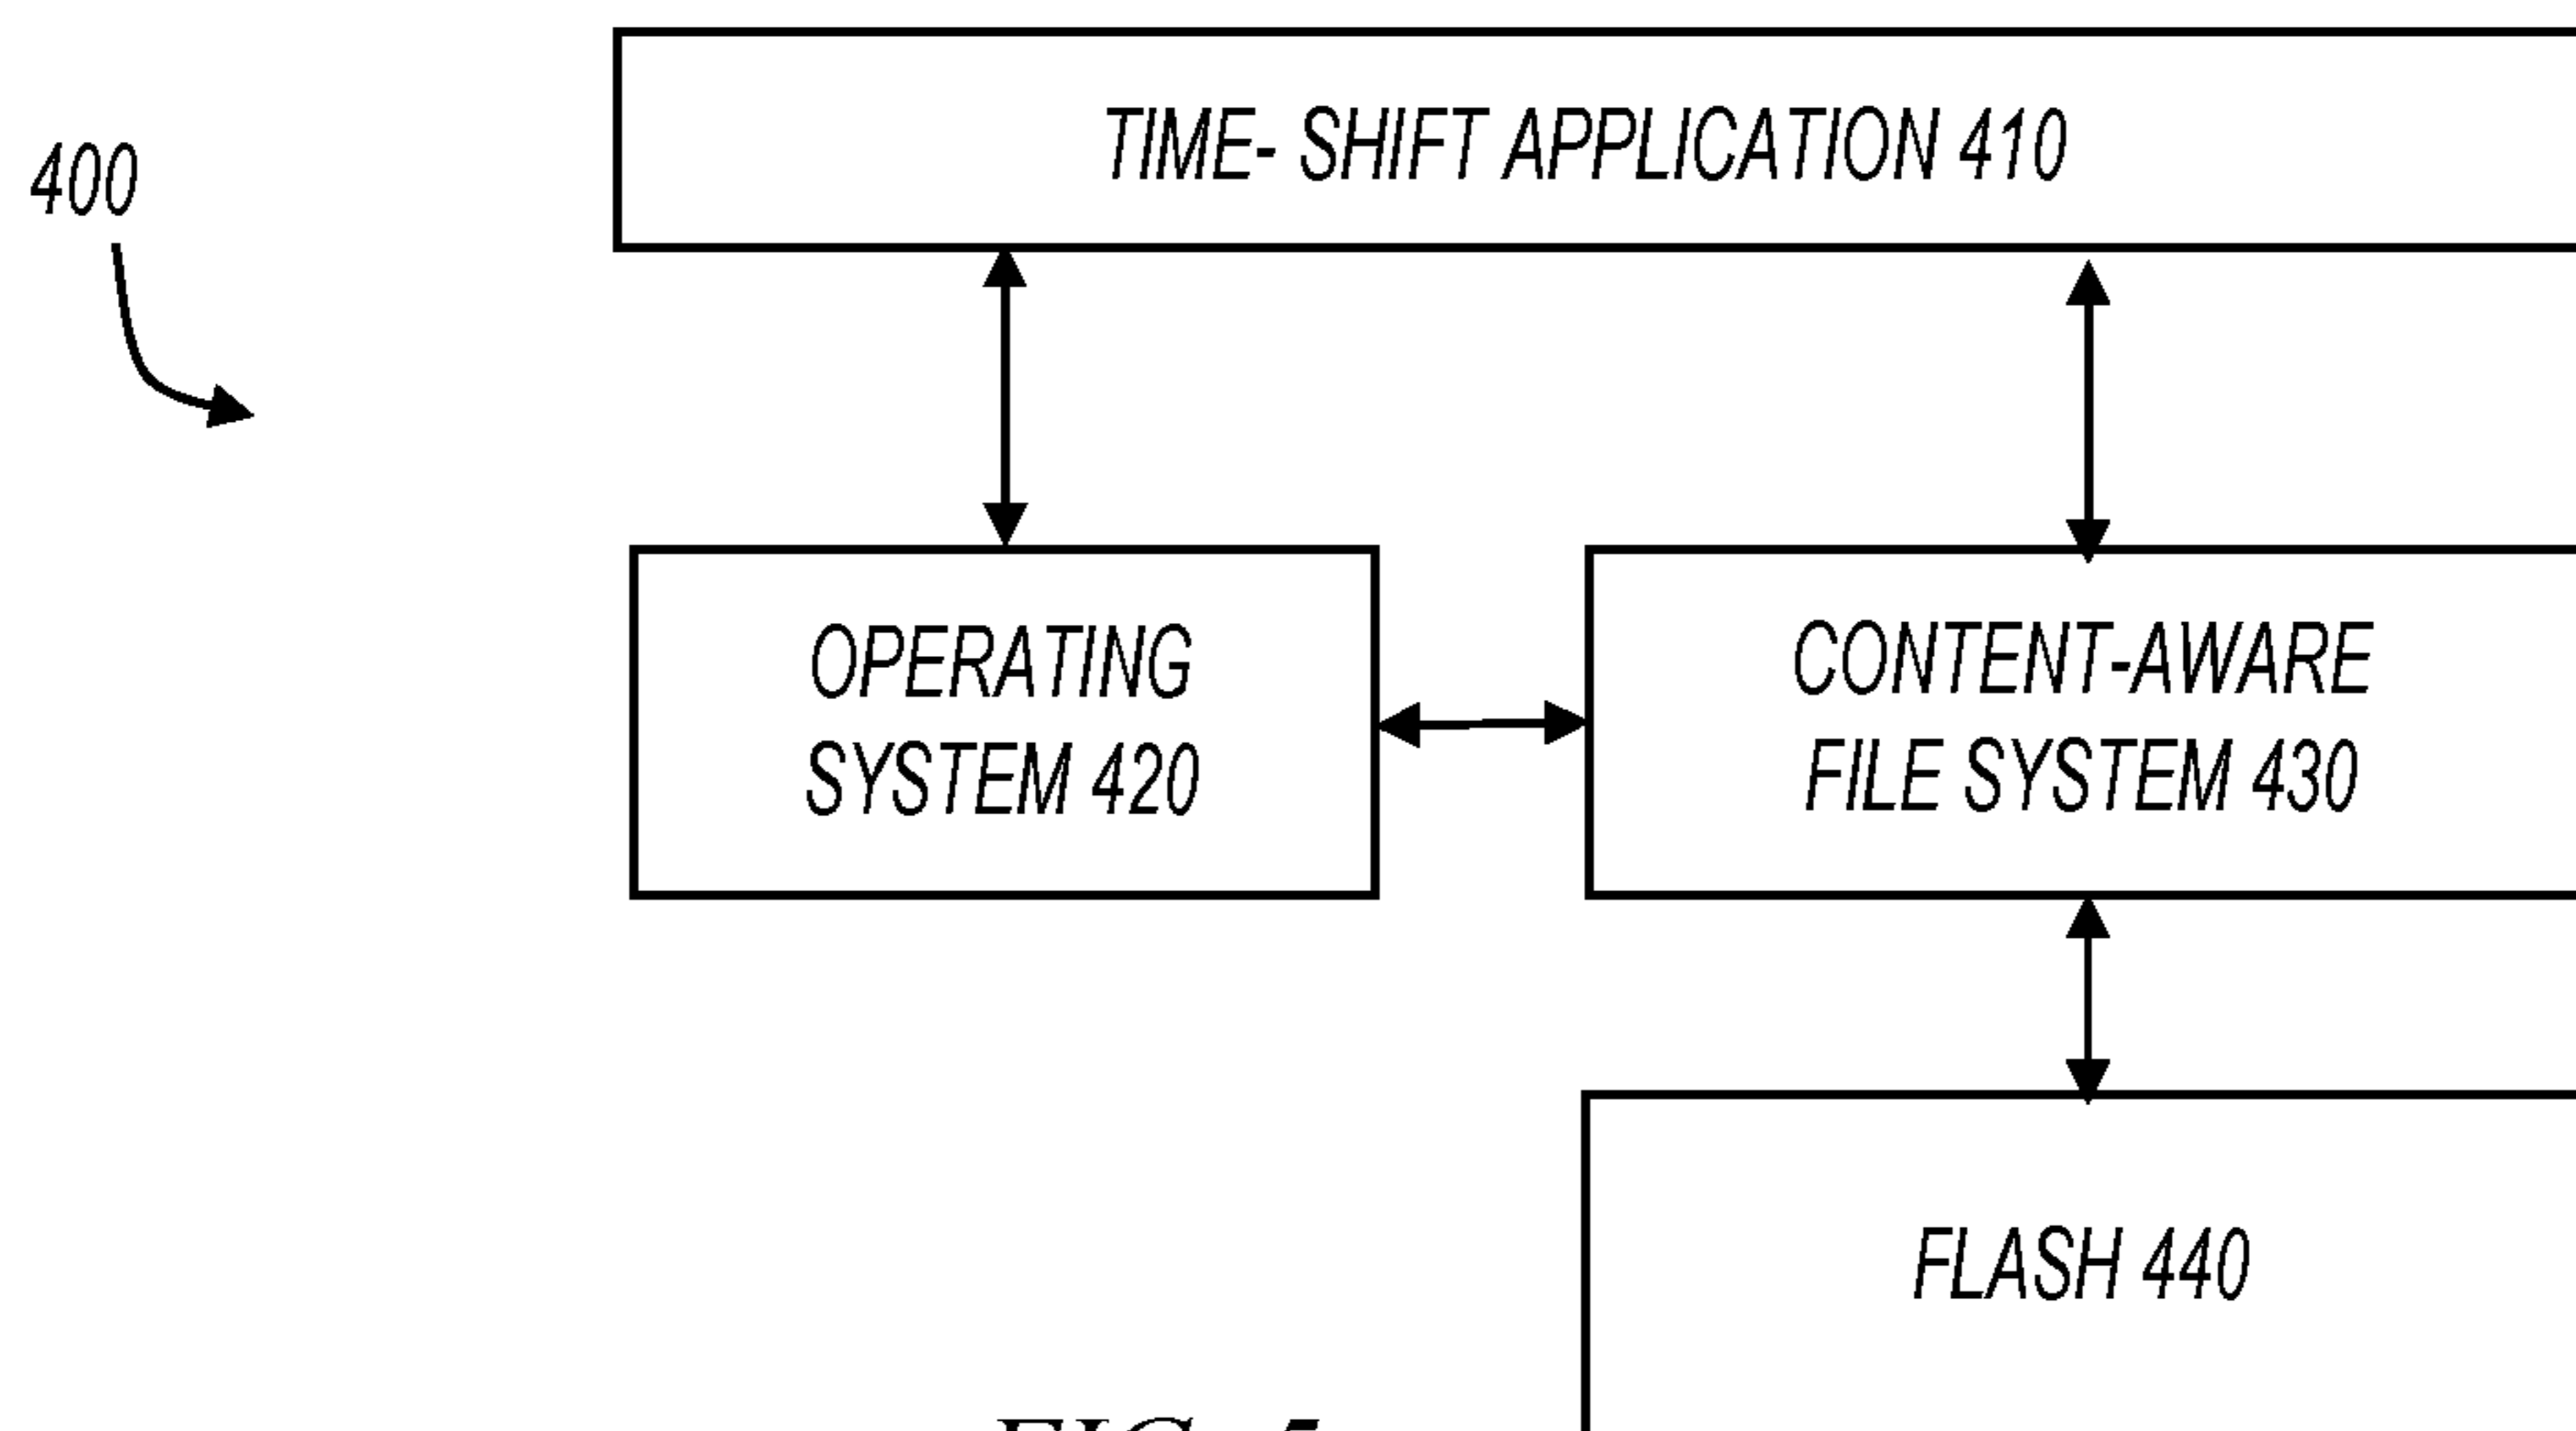 TIME- SHIFT APPLICATION 410
400
OPERATING
SYSTEM 420
CONTENT-AWARE
FILE SYSTEM 430
FLASH 440